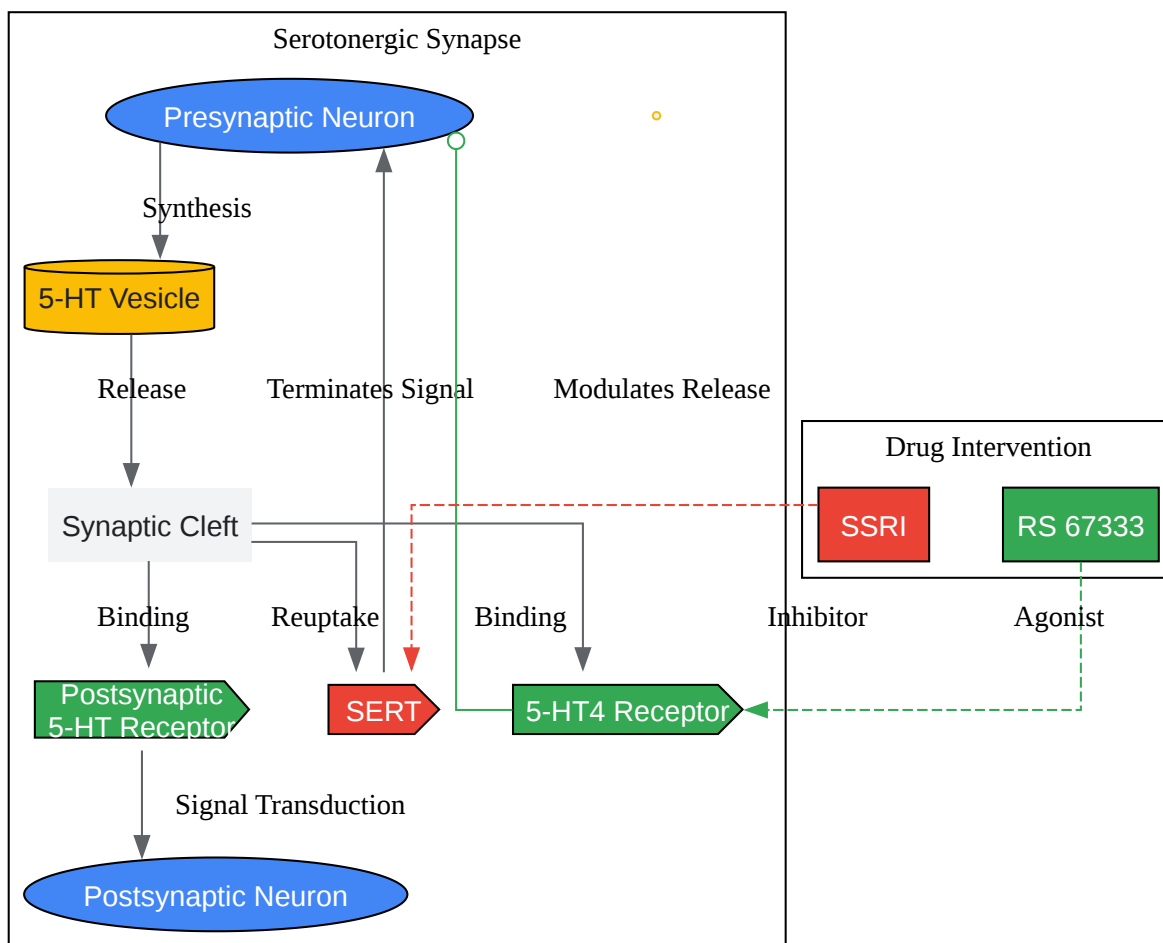 Serotonergic Synapse
Presynaptic Neuron
Synthesis
5-HT Vesicle
Release
Terminates Signal
Modulates Release
Drug Intervention
Synaptic Cleft
SSRI
RS 67333
Binding
Reuptake
Binding
Inhibitor
Agonist
Postsynaptic
5-HT Receptor
SERT
5-HT4 Receptor
Signal Transduction
Postsynaptic Neuron